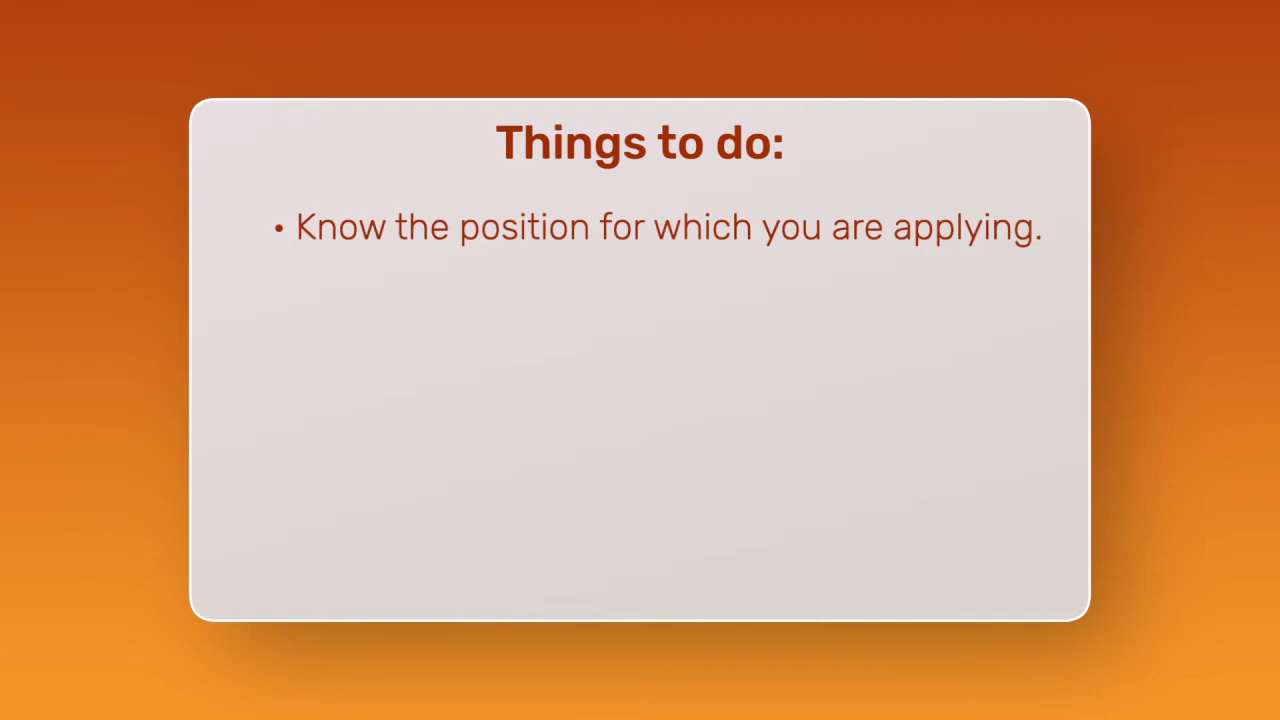 Things to do:
• Know the position for which you are applying.